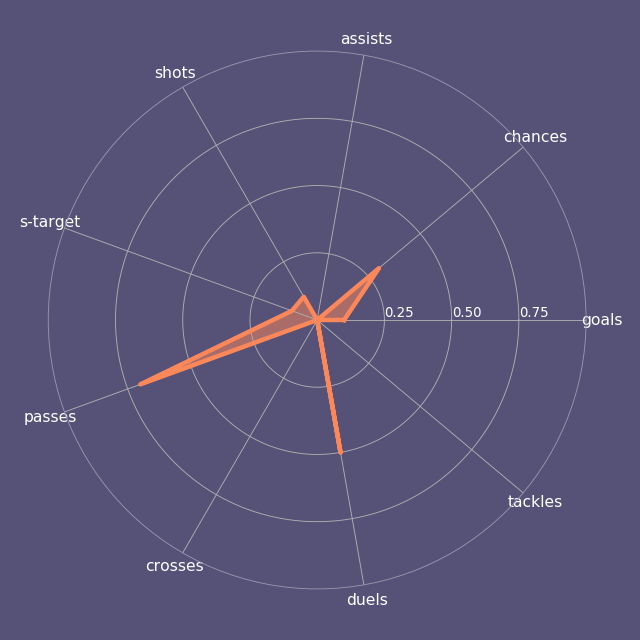 assists
shots
chances
s-target
0.25
0.50
0.75
goals
passes
tackles
crosses
duels